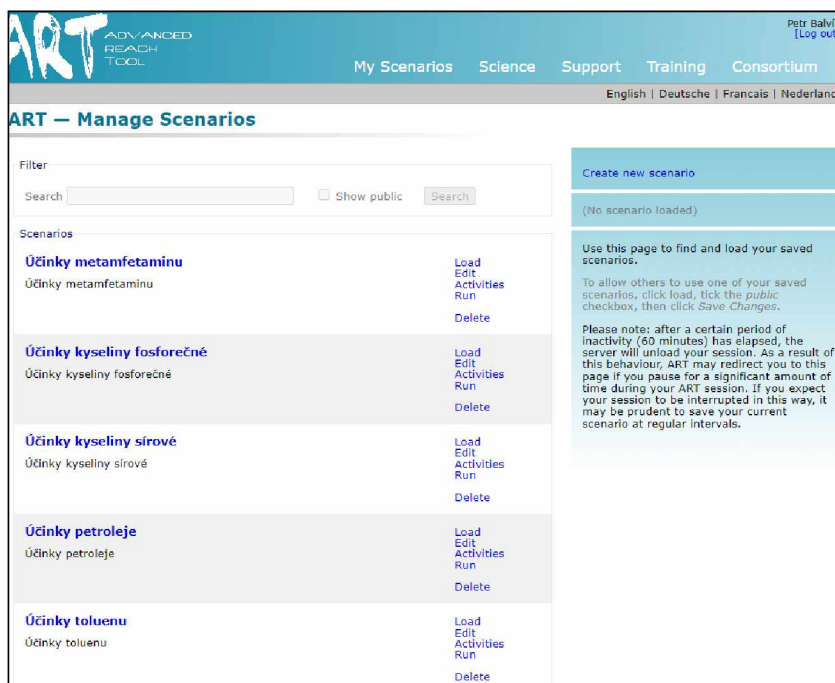 ART
ADVANCED
REACH
TOOL
[Log out
My Scenarios Science Support Training Consortium
English | Deutsche | Francais | Nederland
ART — Manage Scenarios
Filter
Search Show public Search
Scenarios
Účinky metamfetaminu
Účinky metamfetaminu
Load
Edit
Activities
Run
Delete
Účinky kyseliny fosforečné
Účinky kyseliny fosforečné
Load
Edit
Activities
Run
Delete
Účinky kyseliny sírové
Účinky kyseliny sírové
Load
Edit
Activities
Run
Delete
Účinky petroleje
Účinky petroleje
Load
Edit
Activities
Run
Delete
Účinky toluenu
Účinky toluenu
Load
Edit
Activities
Run
Delete
Create new scenario
(No scenario loaded)
Use this page to find and load your saved
scenarios.
To allow others to use one of your saved
scenarios, click load, tick the public
checkbox, then click Save Changes.
Please note: after a certain period of
inactivity (60 minutes) has elapsed, the
server will unload your session. As a result of
this behaviour, ART may redirect you to this
page if you pause for a significant amount of
time during your ART session. If you expect
your session to be interrupted in this way, it
may be prudent to save your current
scenario at regular intervals.